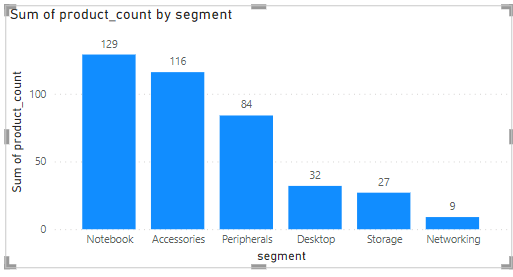 Sum of product_count by segment
Sum of product_count
100
50
0
129
116
84
32
27
9
Notebook
Accessories
Peripherals
Desktop
Storage
Networking
segment